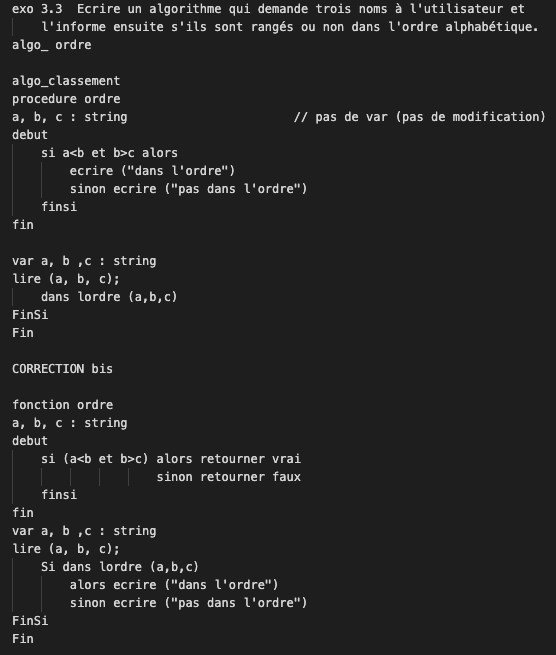 exo 3.3  Ecrire un algorithme qui demande trois noms à l'utilisateur et
l'informe ensuite s'ils sont rangés ou non dans l'ordre alphabétique.
algo_ ordre
algo_classement
procedure ordre
a, b, c : string // pas de var (pas de modification)
debut
si a<b et b>c alors
ecrire ("dans l'ordre")
sinon ecrire ("pas dans l'ordre")
finsi
fin
var a, b ,c : string
lire (a, b, c);
dans lordre (a,b,c)
FinSi
Fin
CORRECTION bis
fonction ordre
a, b, c : string
debut
si (a<b et b>c) alors retourner vrai
sinon retourner faux
finsi
fin
var a, b ,c : string
lire (a, b, c);
Si dans lordre (a,b,c)
alors ecrire ("dans l'ordre")
sinon ecrire ("pas dans l'ordre")
FinSi
Fin